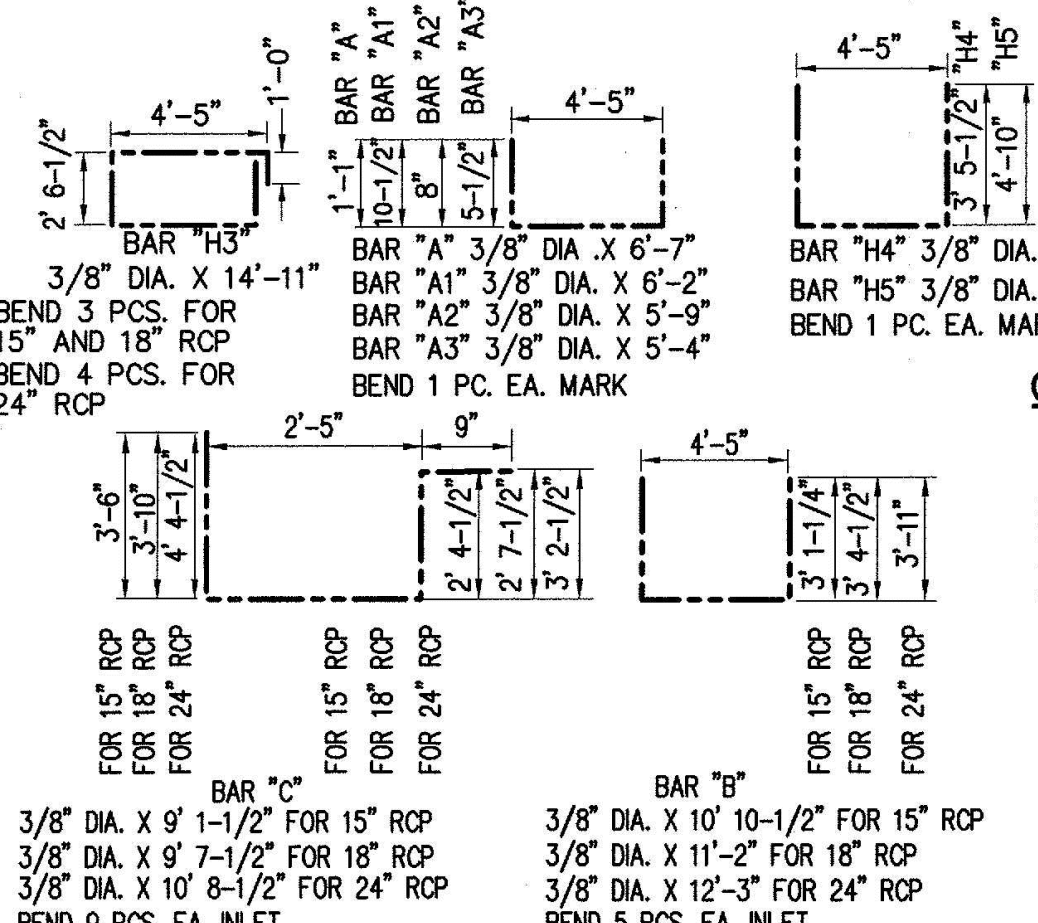 4'-5"
1'-0"
2' 6-1/2"
BAR "H3"
3/8" DIA. X 14'-11"
BEND 3 PCS. FOR
15" AND 18" RCP
BEND 4 PCS. FOR
24" RCP
BAR "A"
BAR "A1"
BAR "A2"
BAR "A3"
4'-5"
1'-1"
10-1/2"
8"
5-1/2"
BAR "A" 3/8" DIA .X 6'-7"
BAR "A1" 3/8" DIA. X 6'-2"
BAR "A2" 3/8" DIA. X 5'-9"
BAR "A3" 3/8" DIA. X 5'-4"
BEND 1 PC. EA. MARK
4'-5"
"H4"
"H5"
3' 5-1/2"
4'-10"
BAR "H4" 3/8" DIA.
BAR "H5" 3/8" DIA.
BEND 1 PC. EA.
2'-5"
9"
3'-6"
3'-10"
4' 4-1/2"
2' 4-1/2"
2' 7-1/2"
3' 2-1/2"
FOR 15" RCP
FOR 18" RCP
FOR 24" RCP
FOR 15" RCP
FOR 18" RCP
FOR 24" RCP
BAR "C"
3/8" DIA. X 9' 1-1/2" FOR 15" RCP
3/8" DIA. X 9' 7-1/2" FOR 18" RCP
3/8" DIA. X 10' 8-1/2" FOR 24" RCP
PCS. EA. INLET
4'-5"
3' 1-1/4"
3' 4-1/2"
3'-11"
FOR 15" RCP
FOR 18" RCP
FOR 24" RCP
BAR "B"
3/8" DIA. X 10' 10-1/2" FOR 15" RCP
3/8" DIA. X 11'-2" FOR 18" RCP
3/8" DIA. X 12'-3" FOR 24" RCP
BEND 5 PCS. EA. INLET